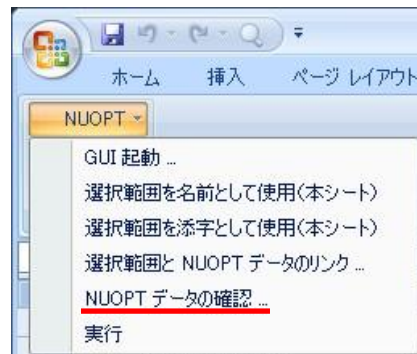 ホーム 挿入 ページ レイアウト
NUOPT
GUI 起動 ...
選択範囲を名前として使用(本シート)
選択範囲を添字として使用(本シート)
選択範囲と NUOPT データのリンク ...
NUOPT データの確認 ...
実行